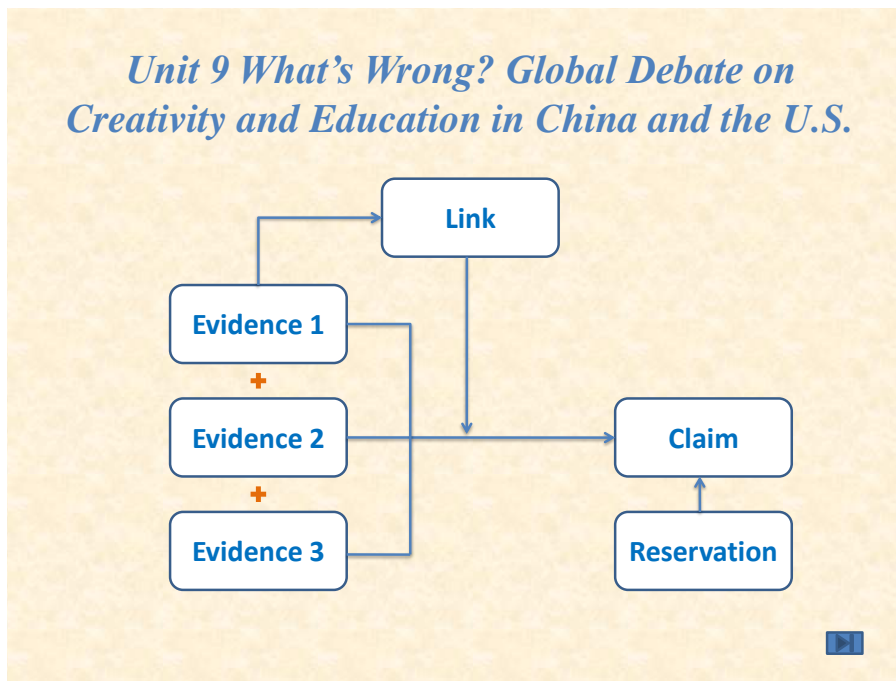 Unit 9 What's Wrong? Global Debate on
Creativity and Education in China and the U.S.
Link
Evidence 1
+
Evidence 2
Claim
+
Evidence 3
Reservation